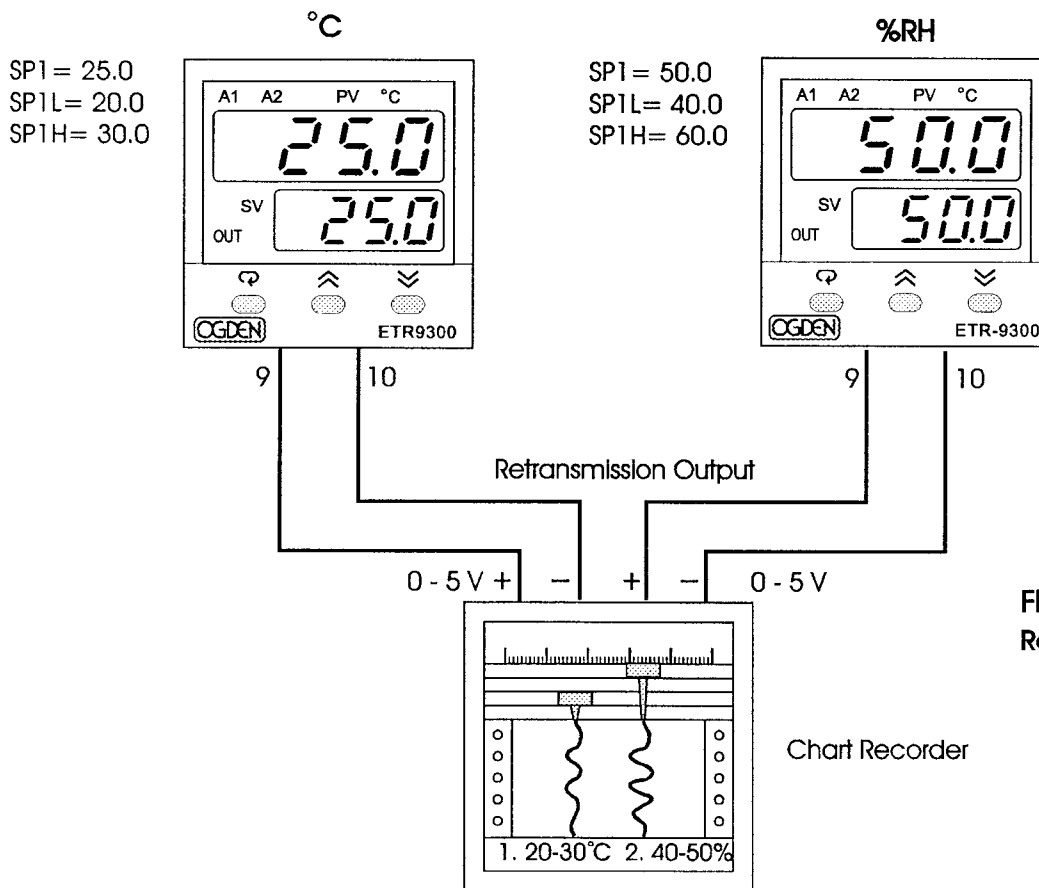 °C
SP1= 25.0
SP1L= 20.0
SP1H= 30.0
A1 A2 PV °C
25.0
SV
25.0
OUT
OGDEN
ETR9300
9
10
%RH
SP1 = 50.0
SP1L= 40.0
SP1H= 60.0
A1 A2 PV °C
50.0
SV
50.0
OUT
OGDEN
ETR-9300
9
10
Retransmission Output
0 - 5 V + − + − 0 - 5 V
Chart Recorder
1. 20-30°C 2. 40-50%